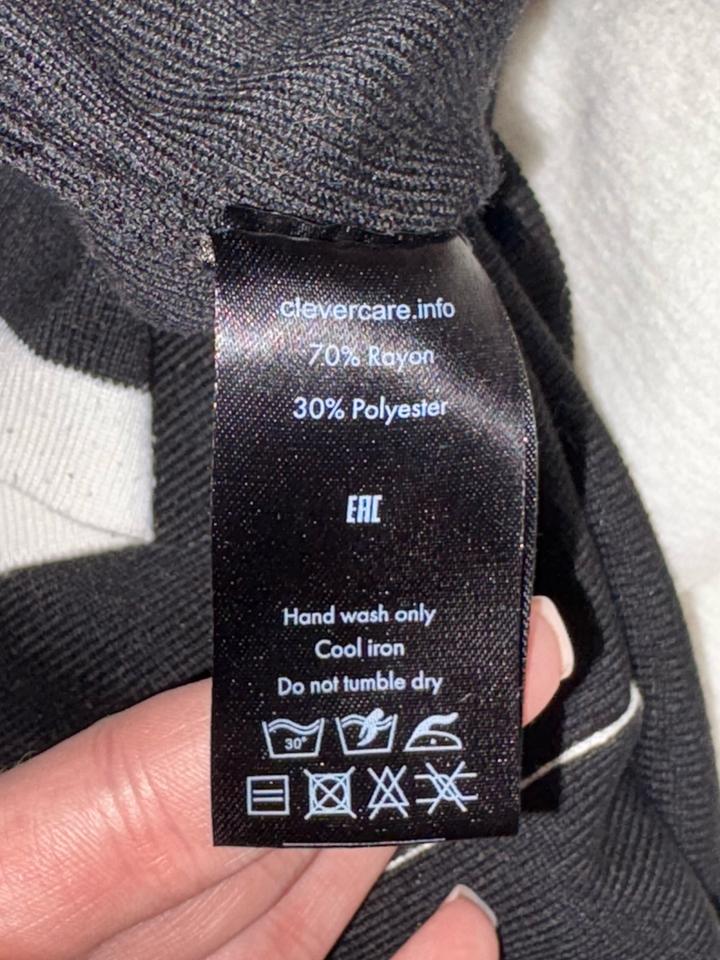 clevercare.info
70% Rayon
30% Polyester
EAC
Hand wash only
Cool iron
Do not tumble dry
30°